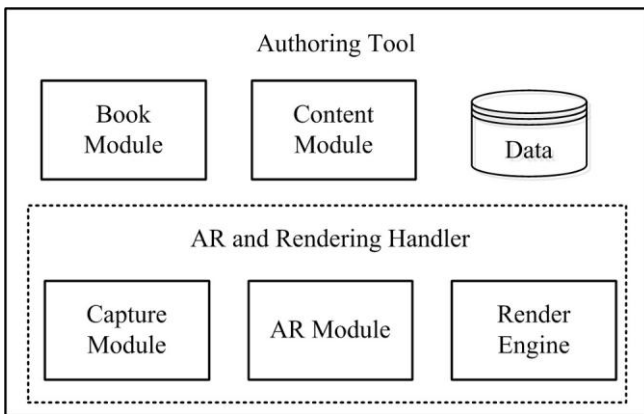 Authoring Tool
Book
Module
Content
Module
Data
AR and Rendering Handler
Capture
Module
AR Module
Render
Engine